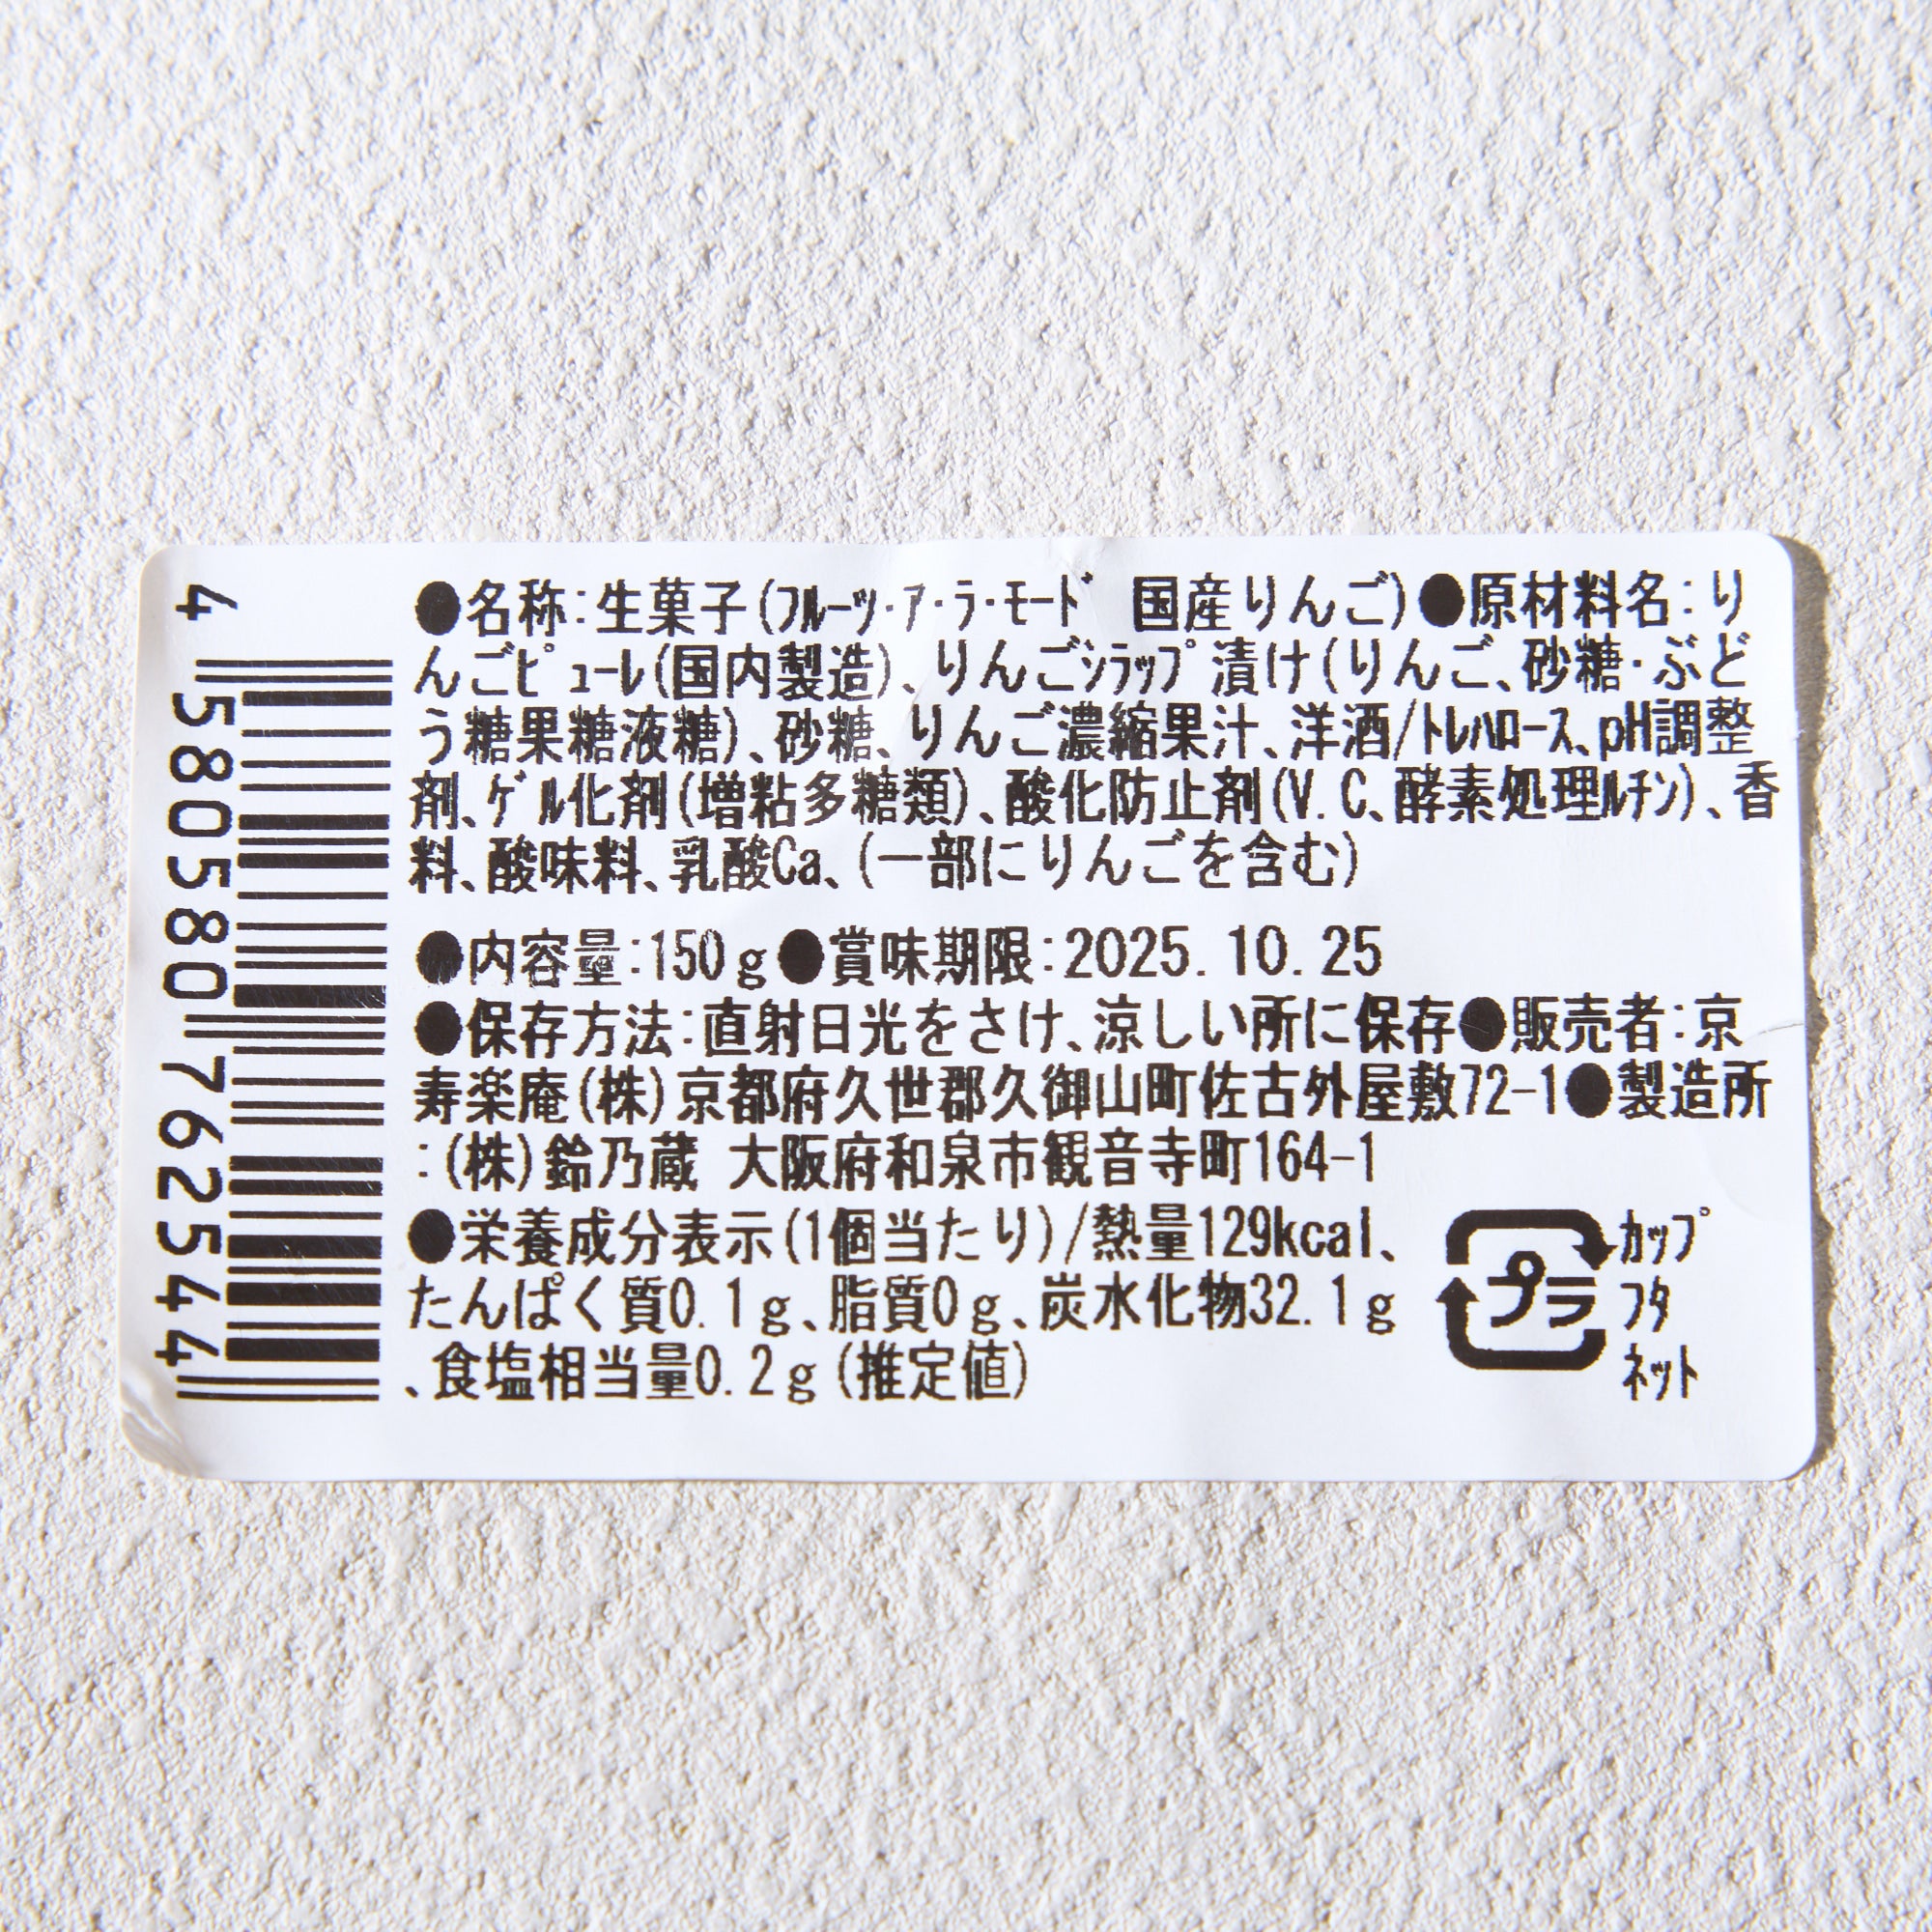 ●名称:生菓子(ﾌﾙｰﾂ･ｱ･ﾗ･ﾓｰﾄﾞ 国産りんご)●原材料名:り
んごﾋﾟｭｰﾚ(国内製造)、りんごｼﾗｯﾌﾟ漬け(りんご、砂糖･ぶど
う糖果糖液糖)、砂糖、りんご濃縮果汁、洋酒/ﾄﾚﾊﾛｰｽ、pH調整
剤、ｹﾞﾙ化剤(増粘多糖類)、酸化防止剤(V.C、酵素処理ﾙﾁﾝ)、香
料、酸味料、乳酸Ca、(一部にりんごを含む)
●内容量:150g●賞味期限:2025.10.25
●保存方法:直射日光をさけ、涼しい所に保存●販売者:京
寿楽庵(株)京都府久世郡久御山町佐古外屋敷72-1●製造所
:(株)鈴乃蔵 大阪府和泉市観音寺町164-1
●栄養成分表示(1個当たり)/熱量129kcal、
たんぱく質0.1g、脂質0g、炭水化物32.1g
、食塩相当量0.2g(推定値)
プラ
ｶｯﾌﾟ
ﾌﾀ
ﾈｯﾄ
4580580762544